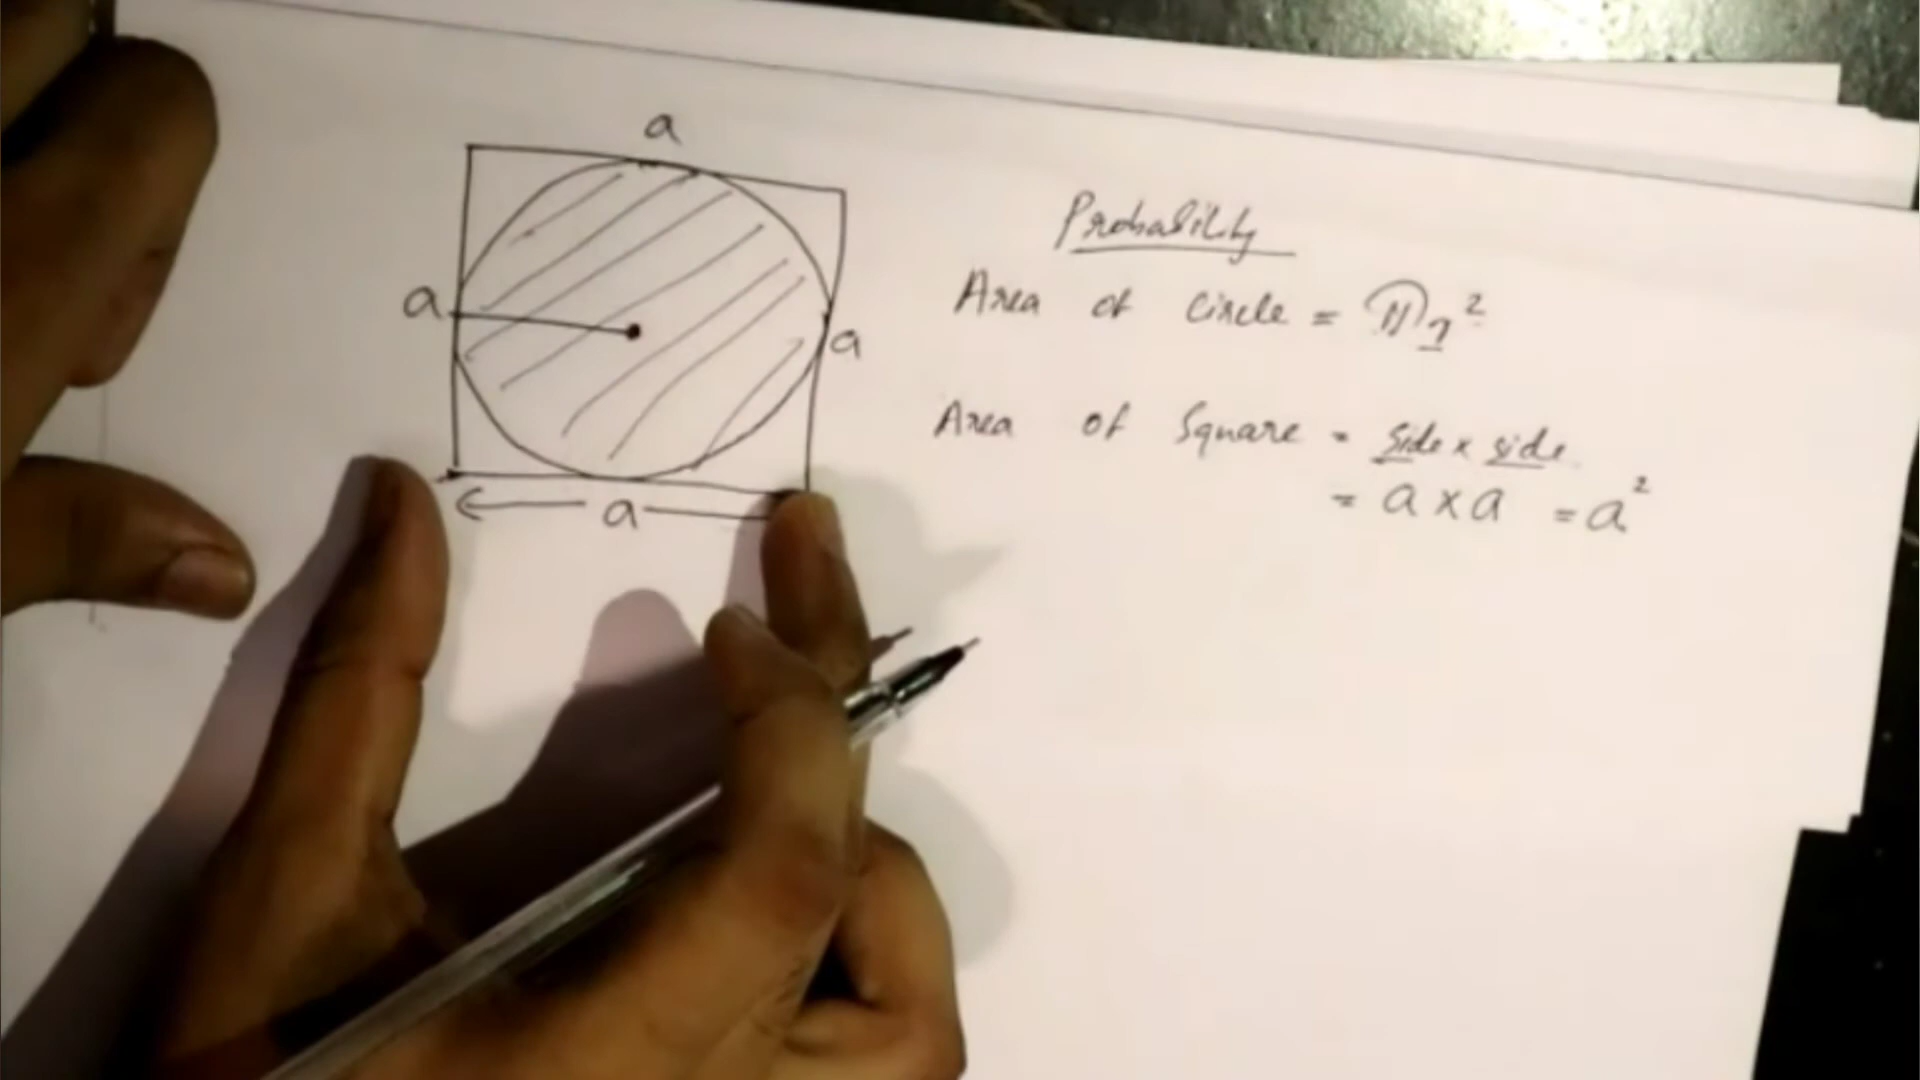 a
a
a
a
Probability
Area of circle = πr²
Area of Square = Side x side
= a x a = a²